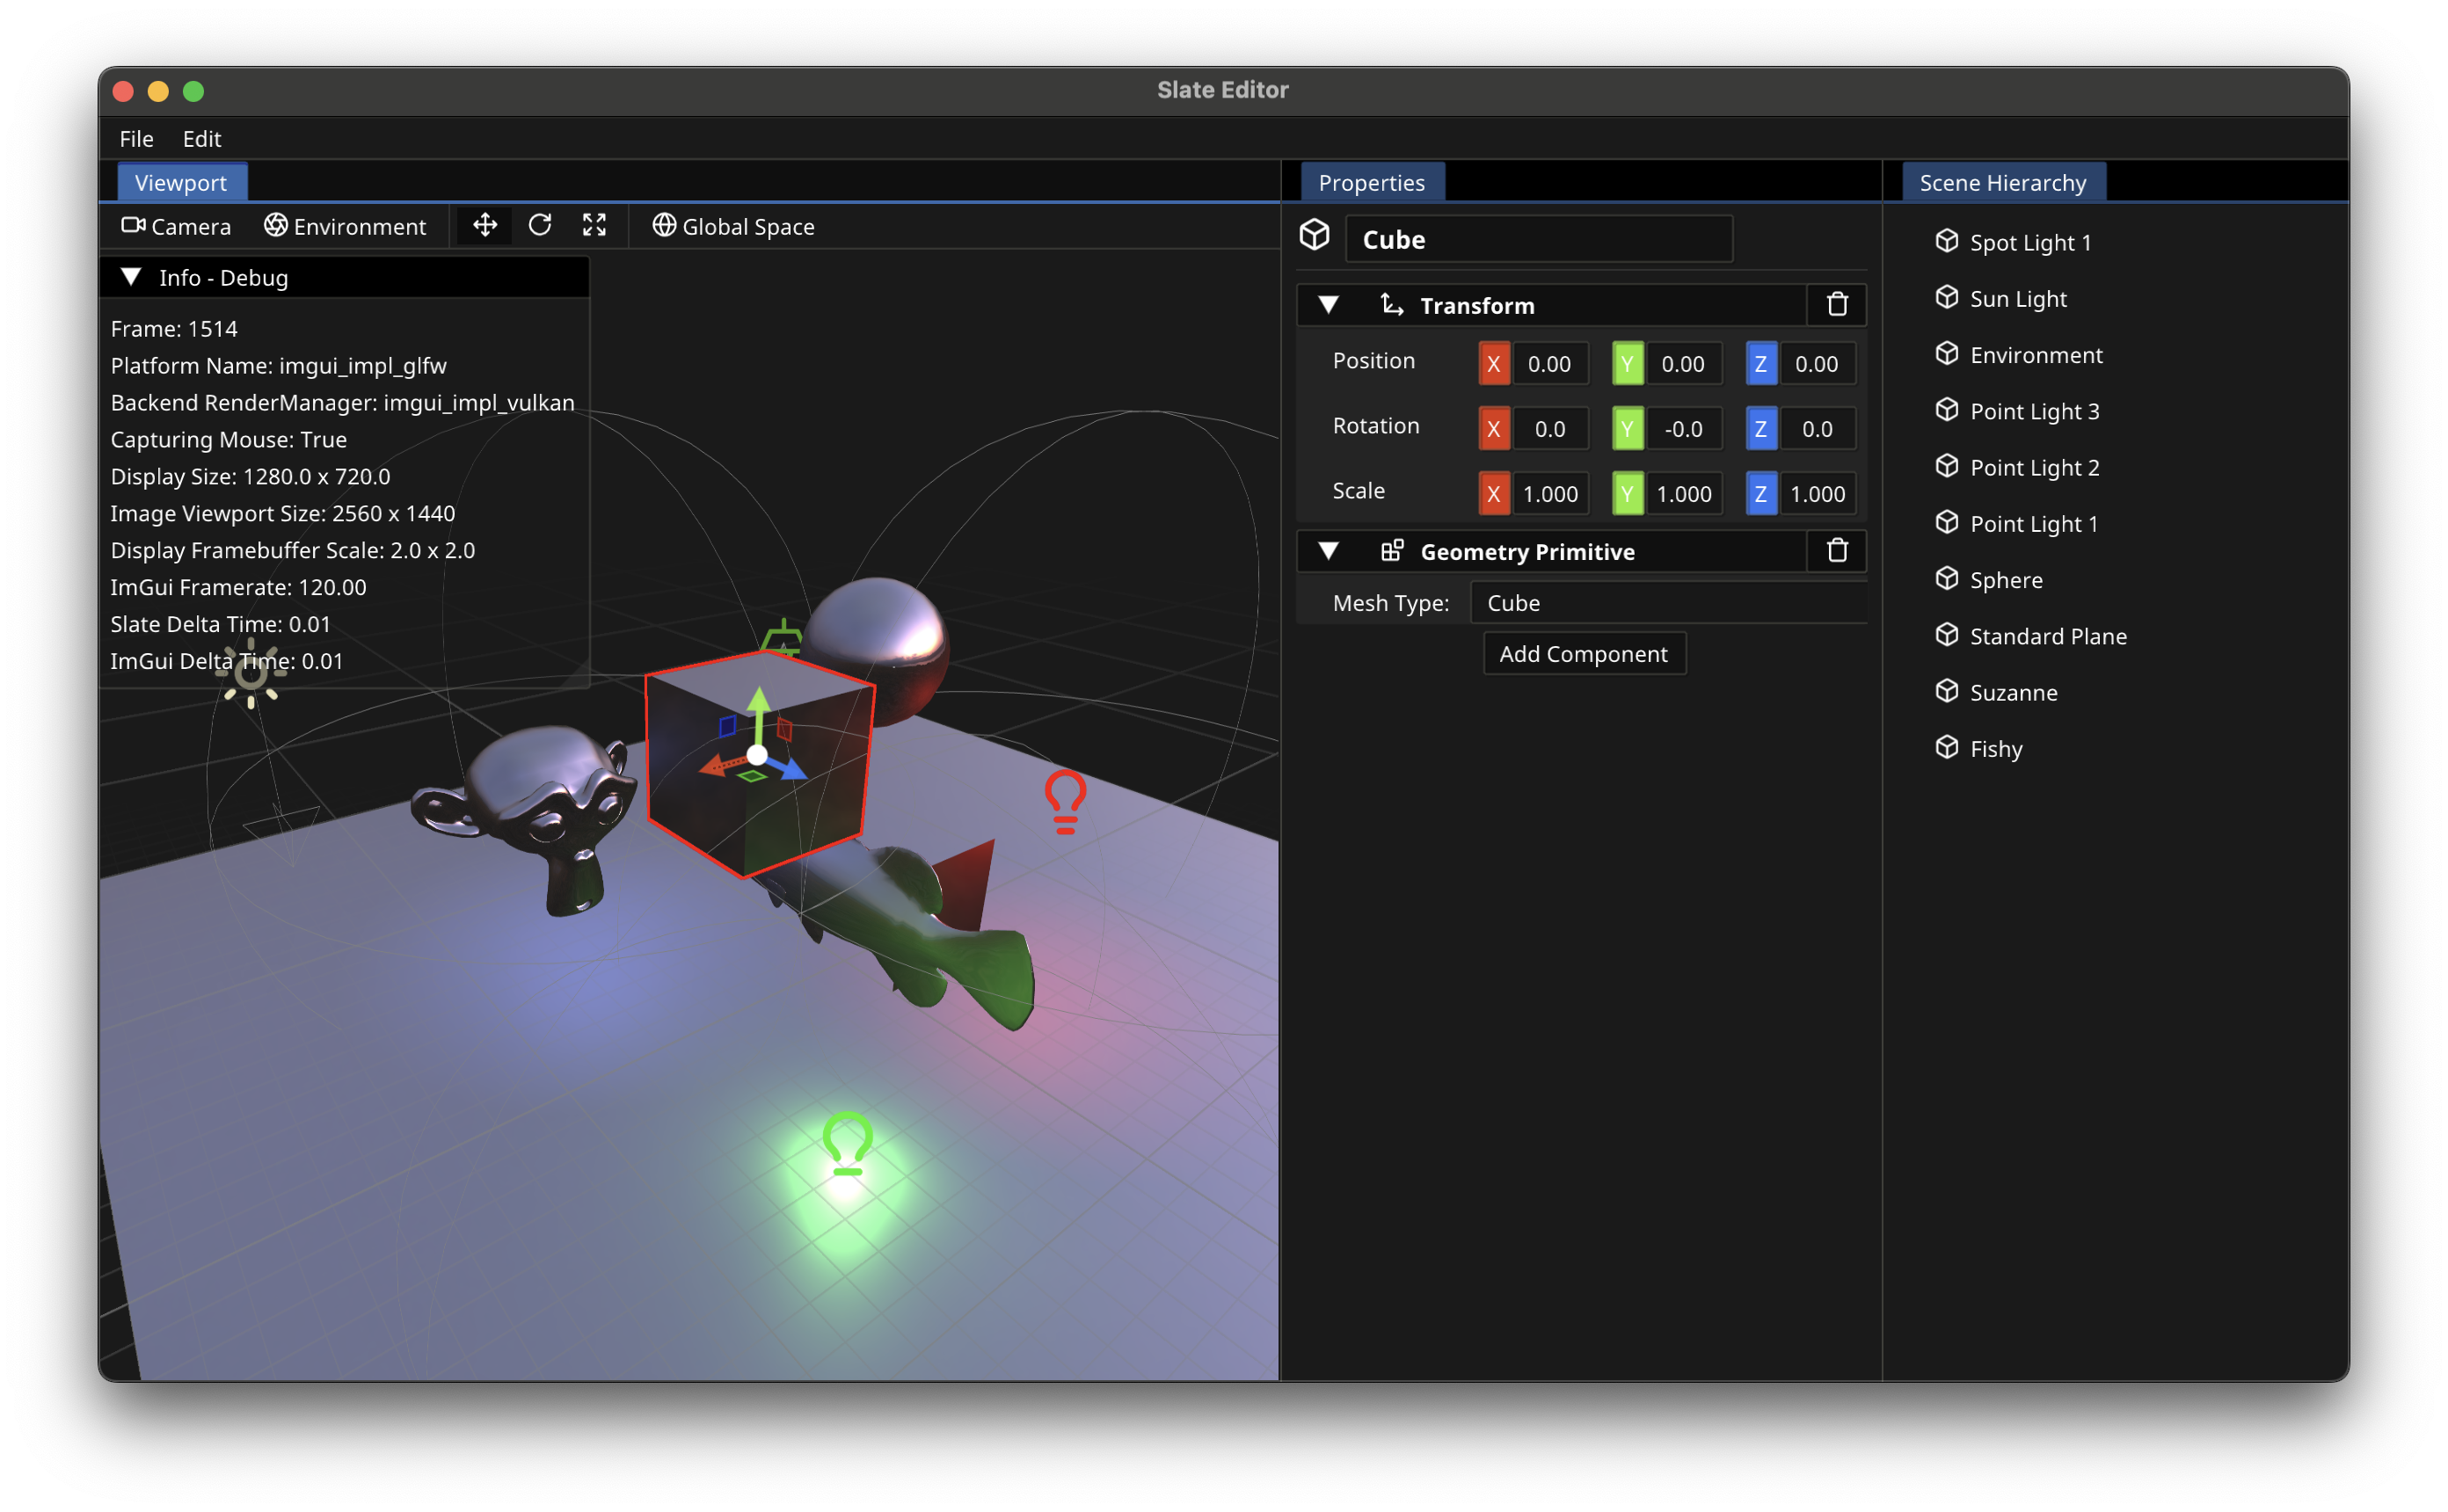 Slate Editor
File Edit
Viewport
Camera Environment Global Space
Info - Debug
Frame: 1514
Platform Name: imgui_impl_glfw
Backend RenderManager: imgui_impl_vulkan
Capturing Mouse: True
Display Size: 1280.0 x 720.0
Image Viewport Size: 2560 x 1440
Display Framebuffer Scale: 2.0 x 2.0
ImGui Framerate: 120.00
Slate Delta Time: 0.01
ImGui Delta Time: 0.01
Properties
Cube
Transform
Position X 0.00 Y 0.00 Z 0.00
Rotation X 0.0 Y -0.0 Z 0.0
Scale X 1.000 Y 1.000 Z 1.000
Geometry Primitive
Mesh Type: Cube
Add Component
Scene Hierarchy
Spot Light 1
Sun Light
Environment
Point Light 3
Point Light 2
Point Light 1
Sphere
Standard Plane
Suzanne
Fishy